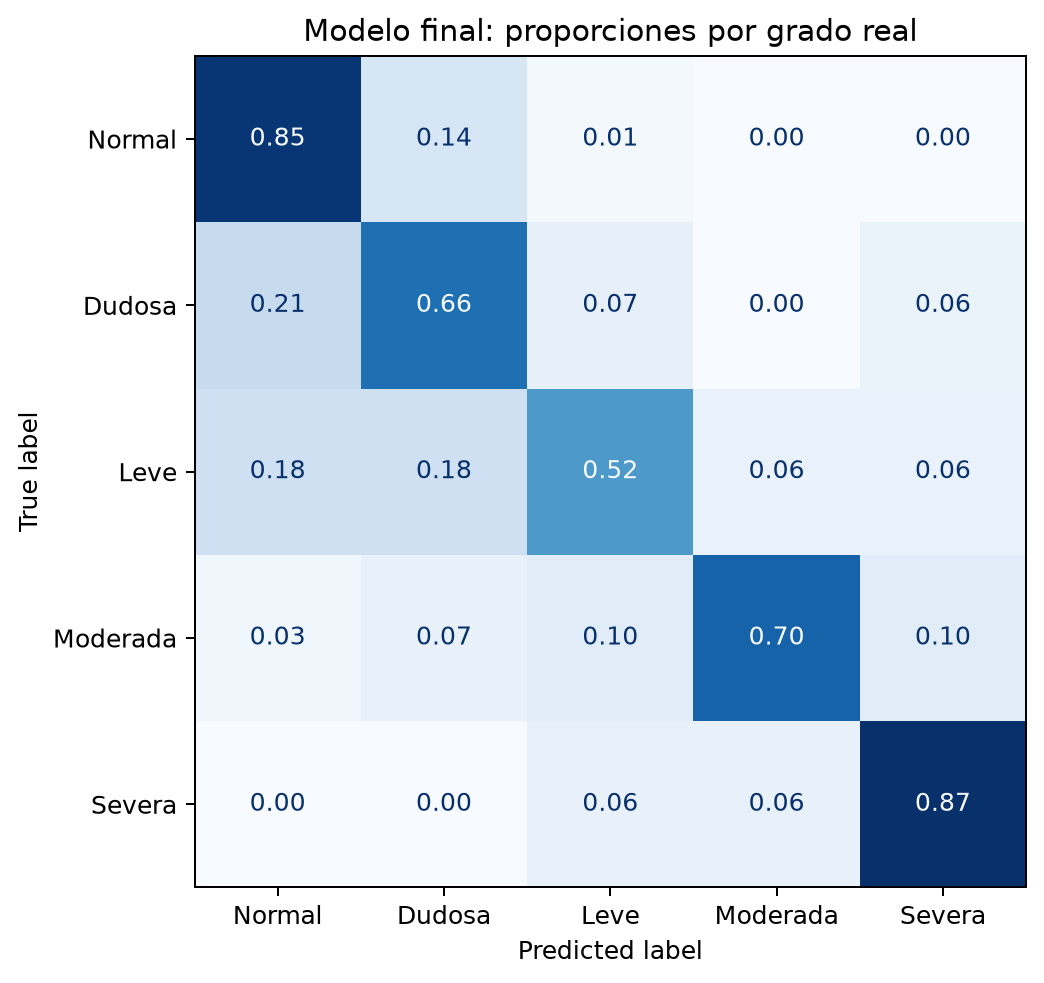 Modelo final: proporciones por grado real
True label
Normal 0.85 0.14 0.01 0.00 0.00
Dudosa 0.21 0.66 0.07 0.00 0.06
Leve 0.18 0.18 0.52 0.06 0.06
Moderada 0.03 0.07 0.10 0.70 0.10
Severa 0.00 0.00 0.06 0.06 0.87
Normal Dudosa Leve Moderada Severa
Predicted label